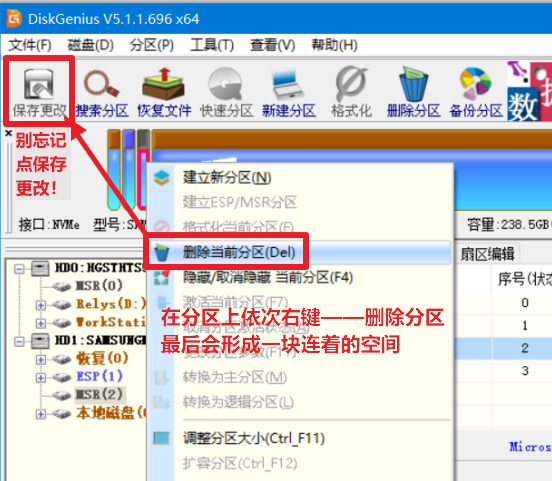 DiskGenius V5.1.1.696 x64
文件(F) 磁盘(D) 分区(P) 工具(T) 查看(V) 帮助(H)
保存更改 搜索分区 恢复文件 快速分区 新建分区 格式化 删除分区 备份分区 数
别忘记
点保存
更改！
接口:NVMe 型号:SAM
容量:238.5GB
建立新分区(N)
建立ESP/MSR分区
格式化当前分区(F)
删除当前分区(Del)
隐藏/取消隐藏 当前分区(F4)
激活当前分区(F7)
取消分区激活状态(A)
更改分区参数(F11)
转换为主分区(M)
转换为逻辑分区(L)
调整分区大小(Ctrl_F11)
扩容分区(Ctrl_F12)
在分区上依次右键——删除分区
最后会形成一块连着的空间
HD0:HGSTHTS
MSR(0)
Relys(D:)
WorkStati
HD1:SAMSUNGM
恢复(0)
ESP(1)
MSR(2)
本地磁盘(C
扇区编辑
序号(状态
0
1
2
3
Micros